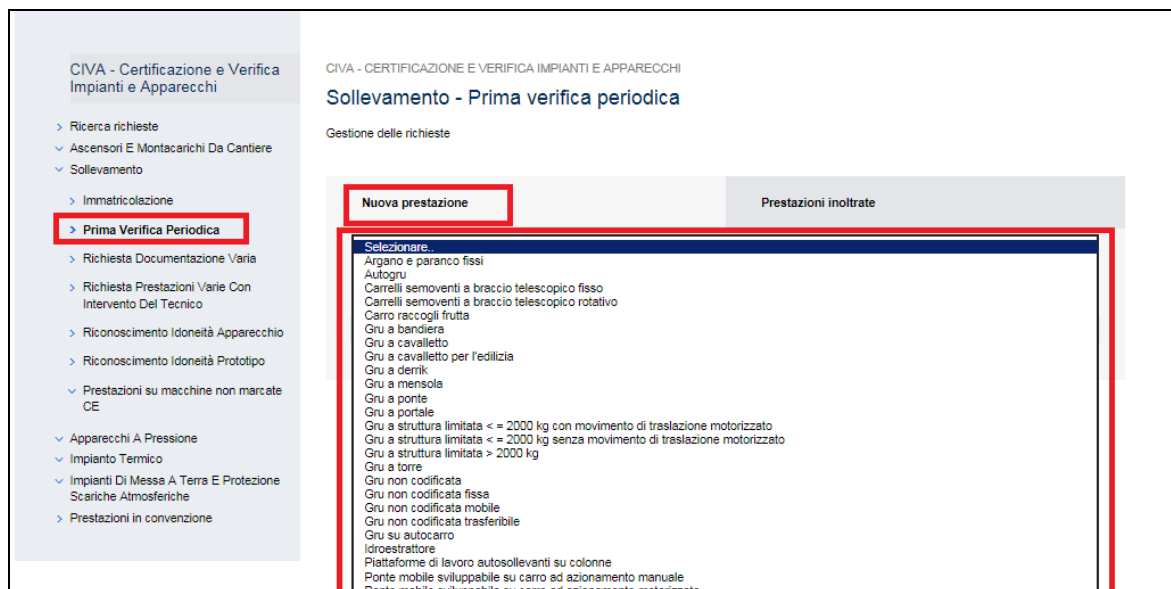 CIVA - Certificazione e Verifica
Impianti e Apparecchi
Ricerca richieste
Ascensori E Montacarichi Da Cantiere
Sollevamento
Immatricolazione
Prima Verifica Periodica
Richiesta Documentazione Varia
Richiesta Prestazioni Varie Con
Intervento Del Tecnico
Riconoscimento Idoneità Apparecchio
Riconoscimento Idoneità Prototipo
Prestazioni su macchine non marcate
CE
Apparecchi A Pressione
Impianto Termico
Impianti Di Messa A Terra E Protezione
Scariche Atmosferiche
Prestazioni in convenzione
CIVA - CERTIFICAZIONE E VERIFICA IMPIANTI E APPARECCHI
Sollevamento - Prima verifica periodica
Gestione delle richieste
Nuova prestazione
Prestazioni inoltrate
Selezionare..
Argano e paranco fissi
Autogru
Carrelli semoventi a braccio telescopico fisso
Carrelli semoventi a braccio telescopico rotativo
Carro raccogli frutta
Gru a bandiera
Gru a cavalletto
Gru a cavalletto per l'edilizia
Gru a derrik
Gru a mensola
Gru a ponte
Gru a portale
Gru a struttura limitata < = 2000 kg con movimento di traslazione motorizzato
Gru a struttura limitata < = 2000 kg senza movimento di traslazione motorizzato
Gru a struttura limitata > 2000 kg
Gru a torre
Gru non codificata
Gru non codificata fissa
Gru non codificata mobile
Gru non codificata trasferibile
Gru su autocarro
Idroestrattore
Piattaforme di lavoro autosollevanti su colonne
Ponte mobile sviluppabile su carro ad azionamento manuale
Ponte mobile sviluppabile su carro ad azionamento motorizzato